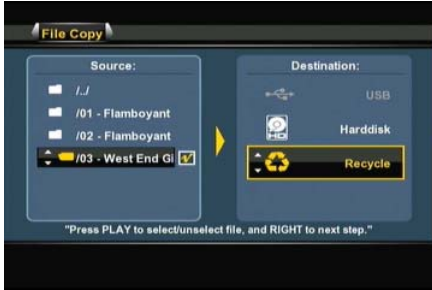 File Copy
Source:
Destination:
/../
/01 - Flamboyant
/02 - Flamboyant
/03 - West End Gi
USB
HD
Harddisk
Recycle
"Press PLAY to select/unselect file, and RIGHT to next step."